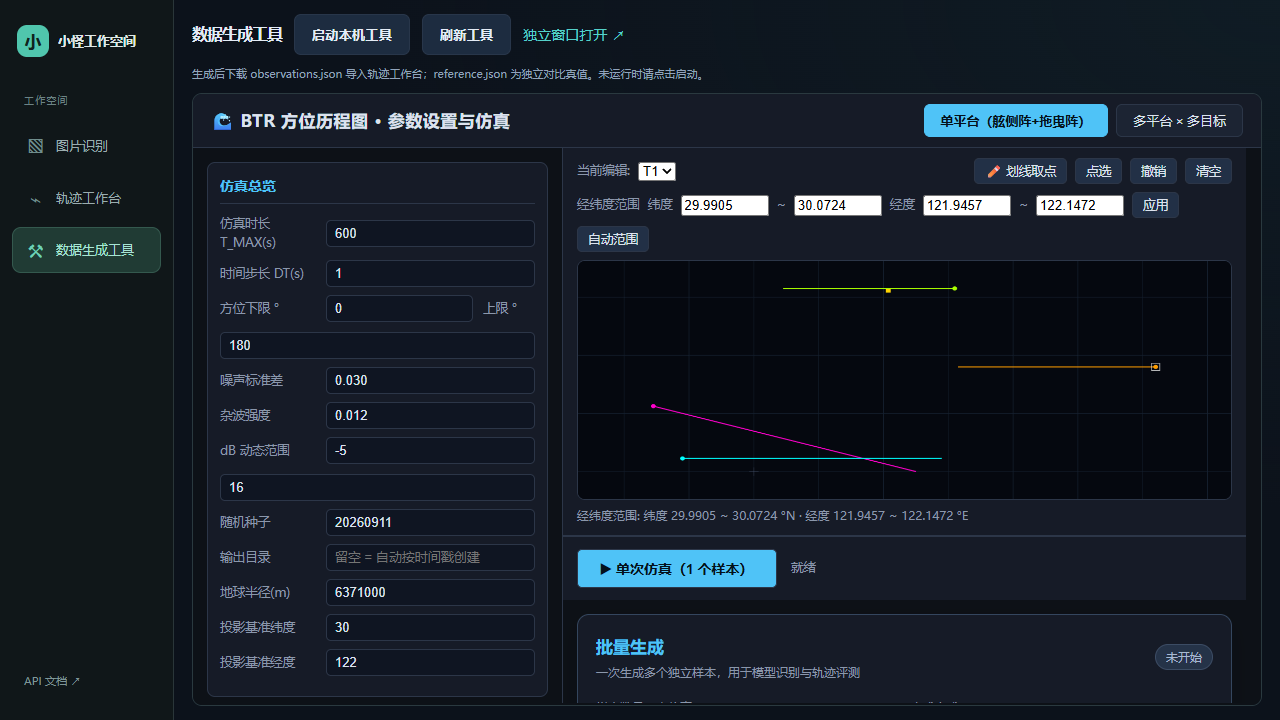 小 小怪工作空间
工作空间
图片识别
轨迹工作台
数据生成工具
API 文档 ↗
数据生成工具 启动本机工具 刷新工具 独立窗口打开 ↗
生成后下载 observations.json 导入轨迹工作台；reference.json 为独立对比真值。未运行时请点击启动。
BTR 方位历程图 • 参数设置与仿真 单平台（舷侧阵+拖曳阵） 多平台 × 多目标
仿真总览
仿真时长 T_MAX(s) 600
时间步长 DT(s) 1
方位下限 ° 0 上限 °
180
噪声标准差 0.030
杂波强度 0.012
dB 动态范围 -5
16
随机种子 20260911
输出目录 留空 = 自动按时间戳创建
地球半径(m) 6371000
投影基准纬度 30
投影基准经度 122
当前编辑: T1 划线取点 点选 撤销 清空
经纬度范围 纬度 29.9905 ~ 30.0724 经度 121.9457 ~ 122.1472 应用
自动范围
经纬度范围: 纬度 29.9905 ~ 30.0724 °N · 经度 121.9457 ~ 122.1472 °E
▶ 单次仿真（1 个样本） 就绪
批量生成
一次生成多个独立样本，用于模型识别与轨迹评测
未开始